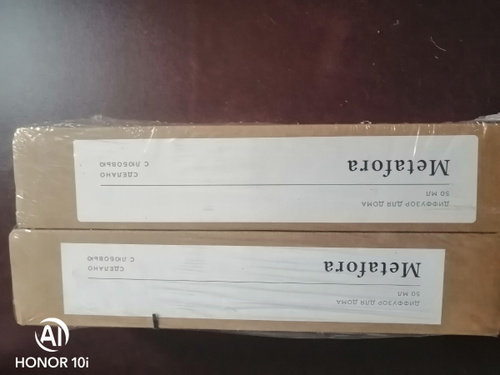 ДИФФУЗОР ДЛЯ ДОМА
50 МЛ
Metafora
СДЕЛАНО
С ЛЮБОВЬЮ
ДИФФУЗОР ДЛЯ ДОМА
50 МЛ
Metafora
СДЕЛАНО
С ЛЮБОВЬЮ
AI
HONOR 10i